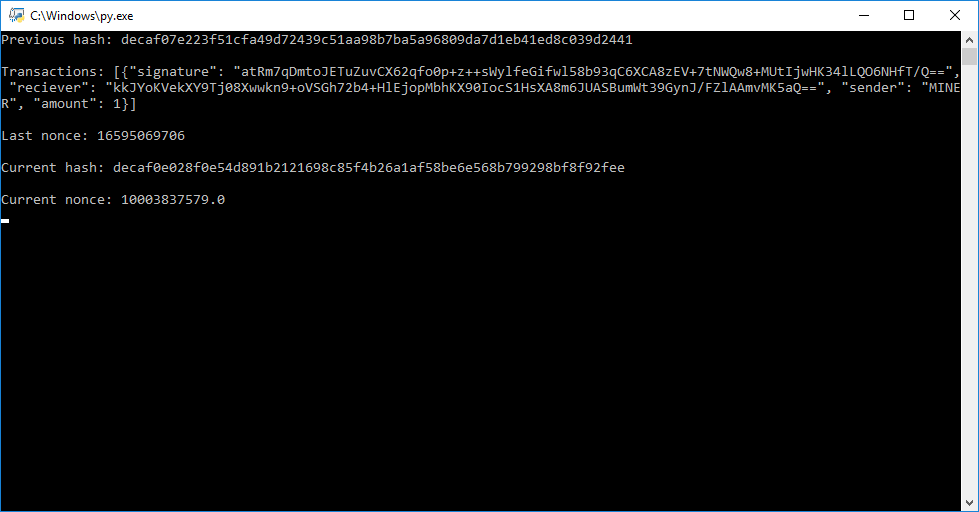 C:\Windows\py.exe
Previous hash: decaf07e223f51cfa49d72439c51aa98b7ba5a96809da7d1eb41ed8c039d2441
Transactions: [{"signature": "atRm7qDmtoJETuZuvCX62qfo0p+z++sWylfeGifwl58b93qC6XCA8zEV+7tNWQw8+MUtIjwHK34lLQO6NHfT/Q==",
"reciever": "kkJYoKVekXY9Tj08Xwwkn9+oVSGh72b4+HlEjopMbhKX90IocS1HsXA8m6JUASBumWt39GynJ/FZlAAmvMK5aQ==", "sender": "MINE
R", "amount": 1}]
Last nonce: 16595069706
Current hash: decaf0e028f0e54d891b2121698c85f4b26a1af58be6e568b799298bf8f92fee
Current nonce: 10003837579.0